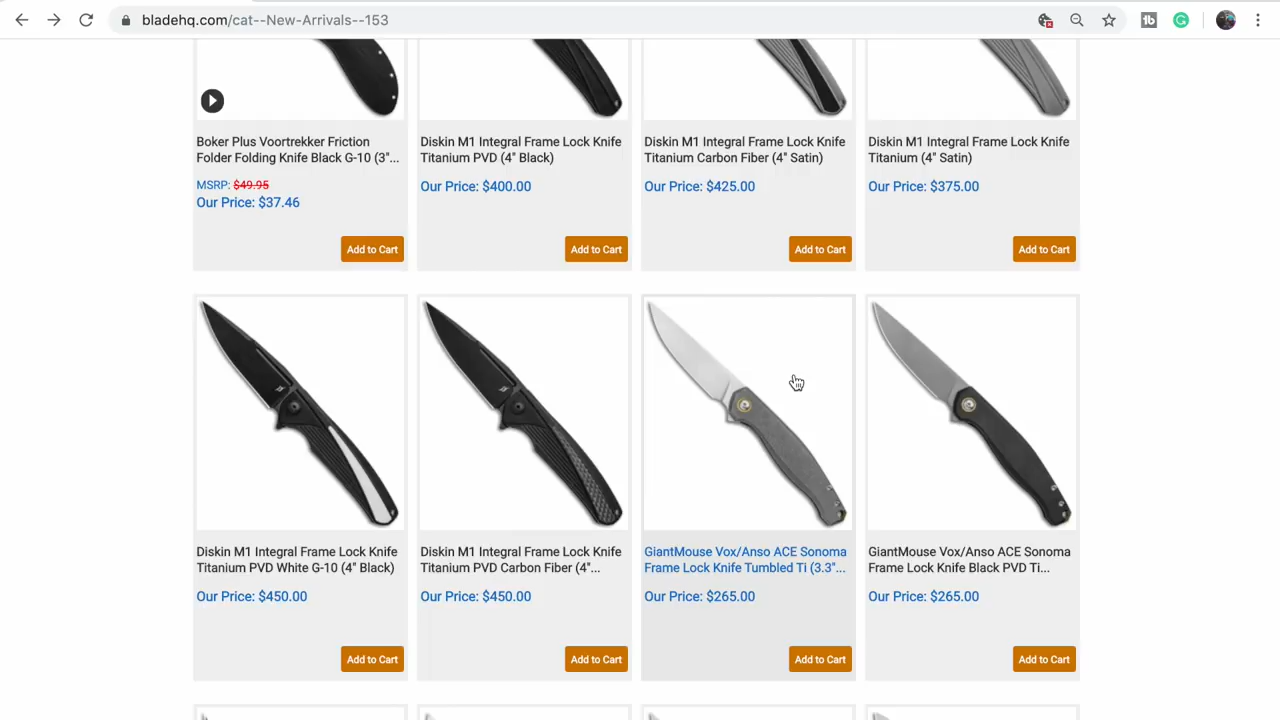 bladehq.com/cat--New-Arrivals--153
Boker Plus Voortrekker Friction
Folder Folding Knife Black G-10 (3"...
MSRP: $49.95
Our Price: $37.46
Add to Cart
Diskin M1 Integral Frame Lock Knife
Titanium PVD (4" Black)
Our Price: $400.00
Add to Cart
Diskin M1 Integral Frame Lock Knife
Titanium Carbon Fiber (4" Satin)
Our Price: $425.00
Add to Cart
Diskin M1 Integral Frame Lock Knife
Titanium (4" Satin)
Our Price: $375.00
Add to Cart
Diskin M1 Integral Frame Lock Knife
Titanium PVD White G-10 (4" Black)
Our Price: $450.00
Add to Cart
Diskin M1 Integral Frame Lock Knife
Titanium PVD Carbon Fiber (4"...
Our Price: $450.00
Add to Cart
GiantMouse Vox/Anso ACE Sonoma
Frame Lock Knife Tumbled Ti (3.3"...
Our Price: $265.00
Add to Cart
GiantMouse Vox/Anso ACE Sonoma
Frame Lock Knife Black PVD Ti...
Our Price: $265.00
Add to Cart